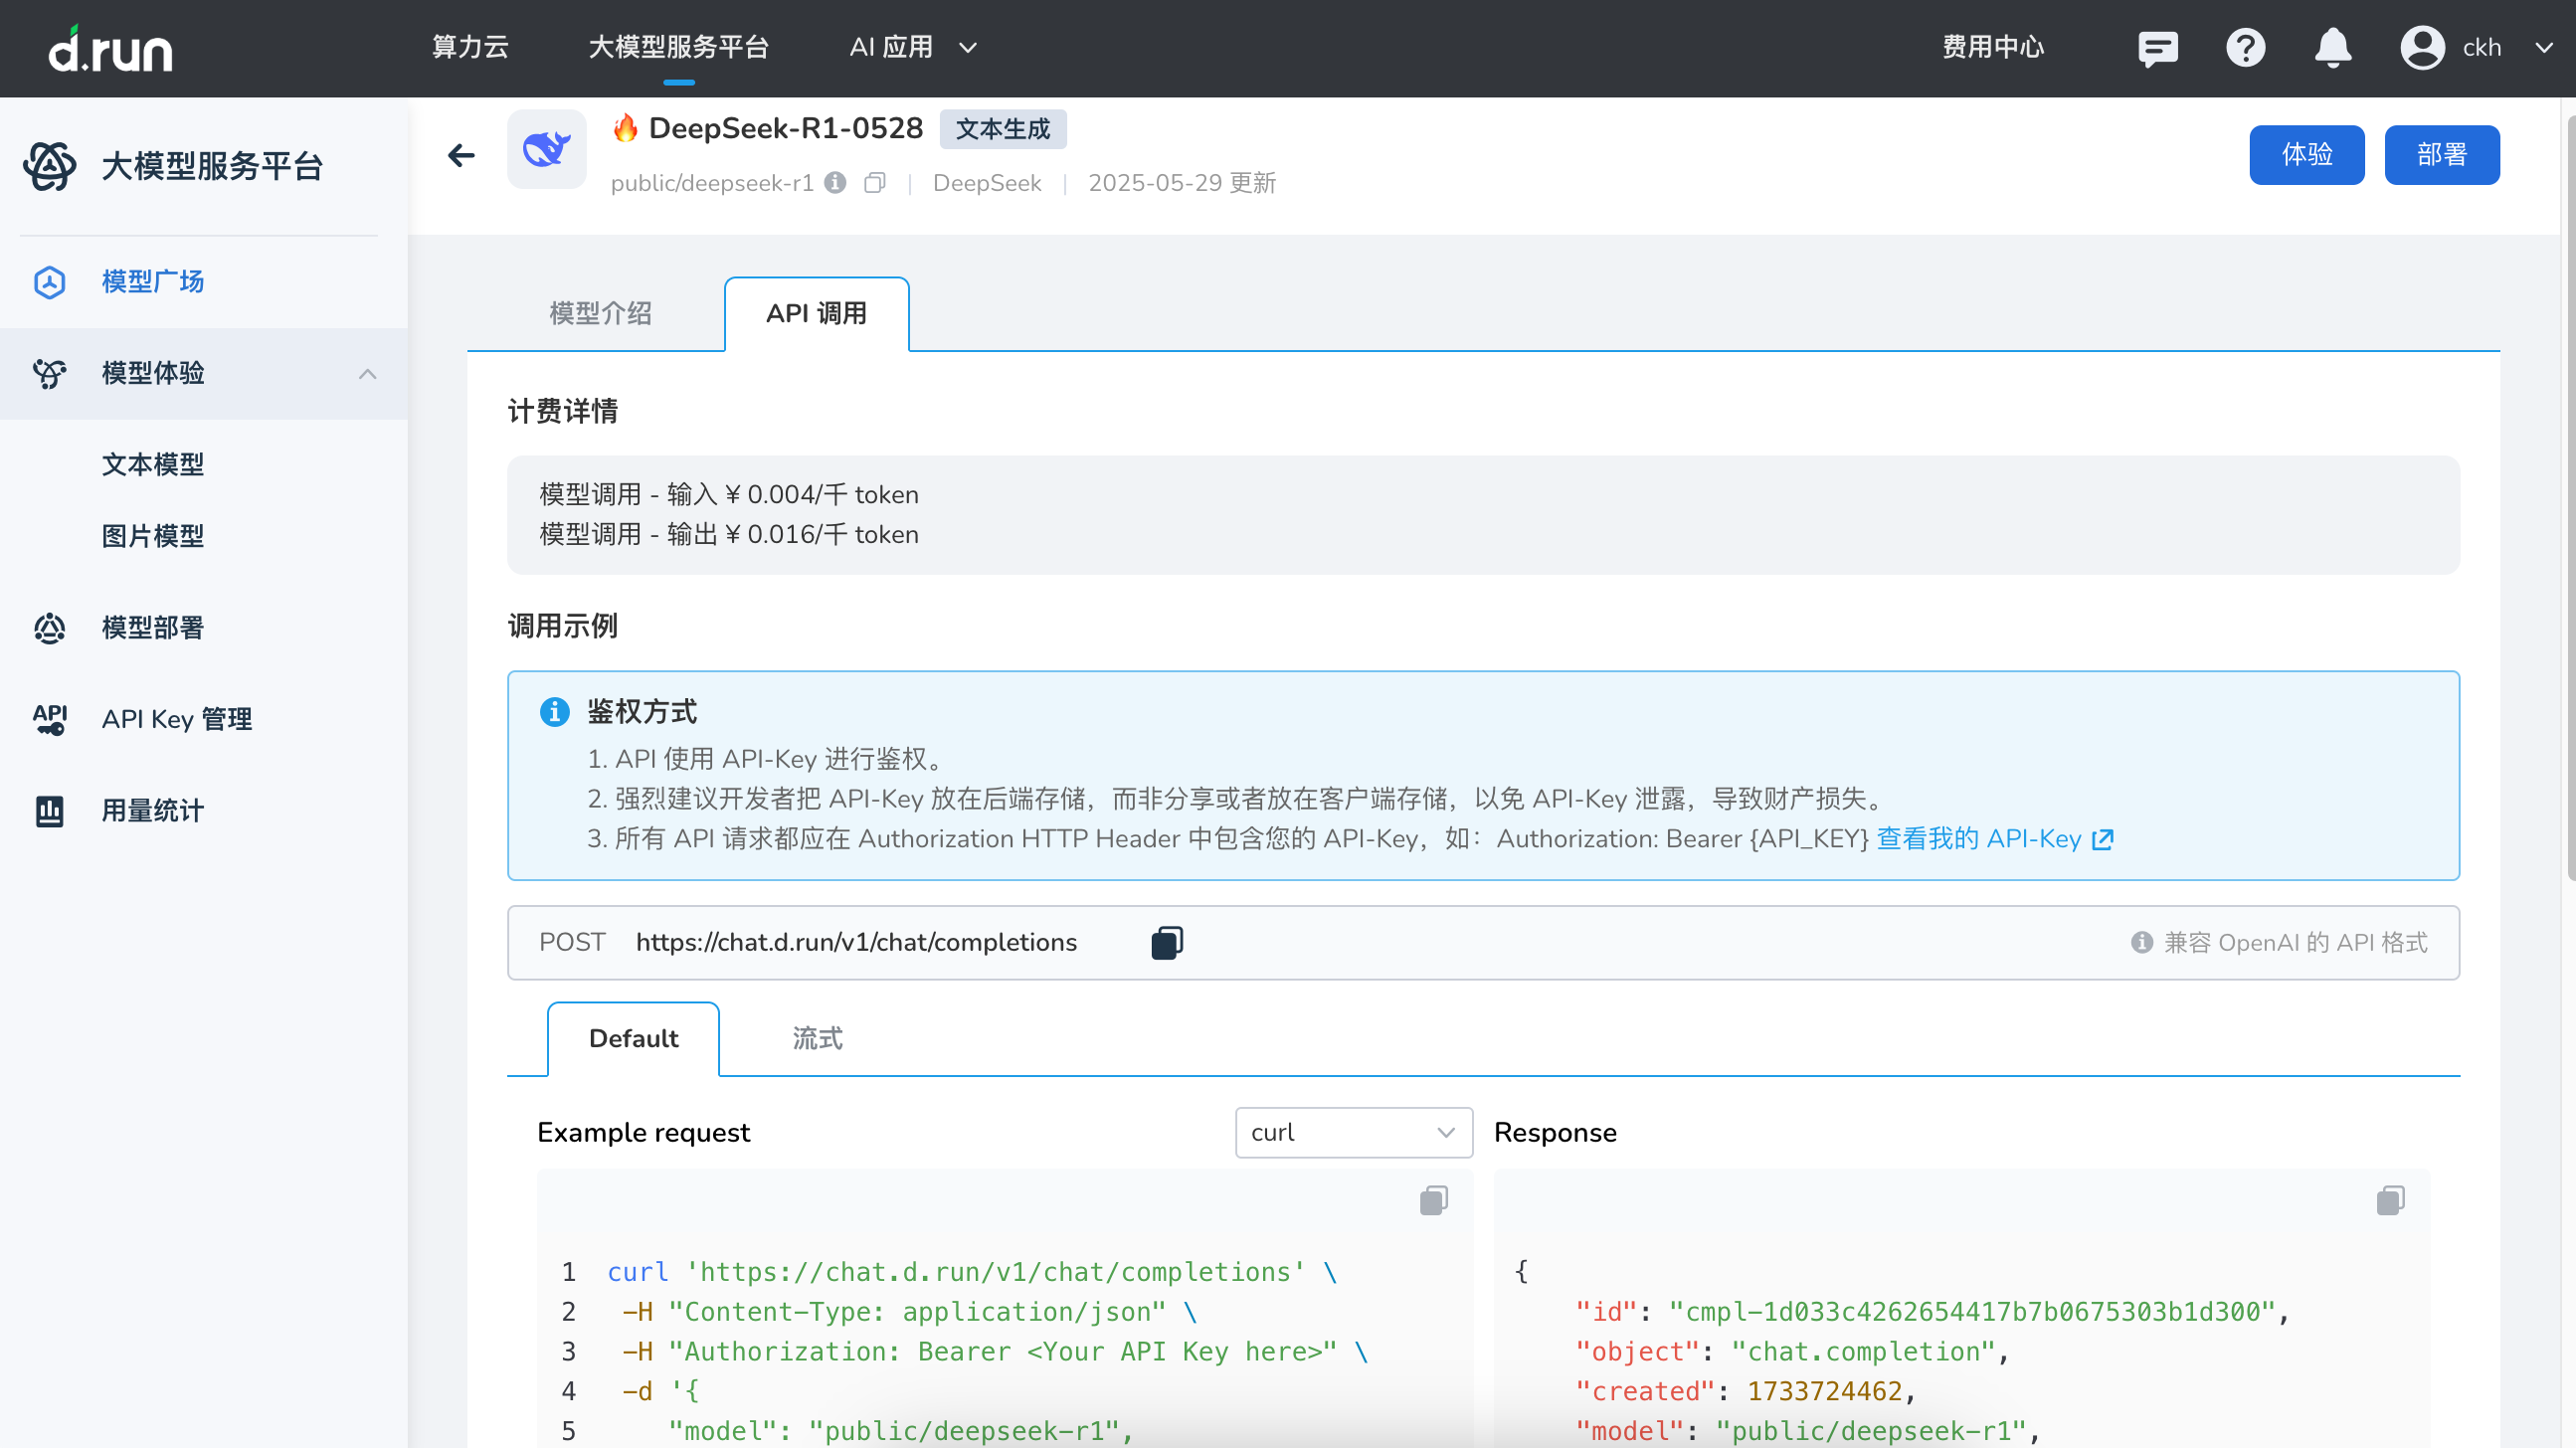 d.run
算力云
大模型服务平台
AI 应用
费用中心
ckh
大模型服务平台
模型广场
模型体验
文本模型
图片模型
模型部署
API Key 管理
用量统计
🔥 DeepSeek-R1-0528 文本生成
public/deepseek-r1 | DeepSeek | 2025-05-29 更新
体验
部署
模型介绍
API 调用
计费详情
模型调用 - 输入 ¥ 0.004/千 token
模型调用 - 输出 ¥ 0.016/千 token
调用示例
鉴权方式
1. API 使用 API-Key 进行鉴权。
2. 强烈建议开发者把 API-Key 放在后端存储，而非分享或者放在客户端存储，以免 API-Key 泄露，导致财产损失。
3. 所有 API 请求都应在 Authorization HTTP Header 中包含您的 API-Key，如：Authorization: Bearer {API_KEY} 查看我的 API-Key
POST https://chat.d.run/v1/chat/completions
兼容 OpenAI 的 API 格式
Default
流式
Example request
curl
1 curl 'https://chat.d.run/v1/chat/completions' \
2 -H "Content-Type: application/json" \
3 -H "Authorization: Bearer <Your API Key here>" \
4 -d '{
5 "model": "public/deepseek-r1",
Response
{
"id": "cmpl-1d033c4262654417b7b0675303b1d300",
"object": "chat.completion",
"created": 1733724462,
"model": "public/deepseek-r1",